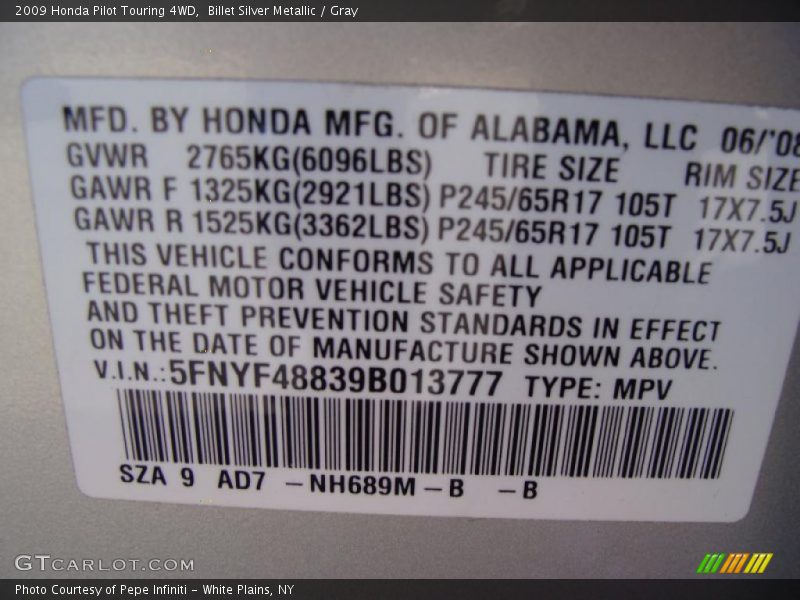 2009 Honda Pilot Touring 4WD, Billet Silver Metallic / Gray
MFD. BY HONDA MFG. OF ALABAMA, LLC 06/'08
GVWR 2765KG(6096LBS) TIRE SIZE RIM SIZE
GAWR F 1325KG(2921LBS) P245/65R17 105T 17X7.5J
GAWR R 1525KG(3362LBS) P245/65R17 105T 17X7.5J
THIS VEHICLE CONFORMS TO ALL APPLICABLE
FEDERAL MOTOR VEHICLE SAFETY
AND THEFT PREVENTION STANDARDS IN EFFECT
ON THE DATE OF MANUFACTURE SHOWN ABOVE.
V.I.N.:5FNYF48839B013777 TYPE: MPV
SZA 9 AD7 -NH689M-B -B
GTCARLOT.COM
Photo Courtesy of Pepe Infiniti - White Plains, NY